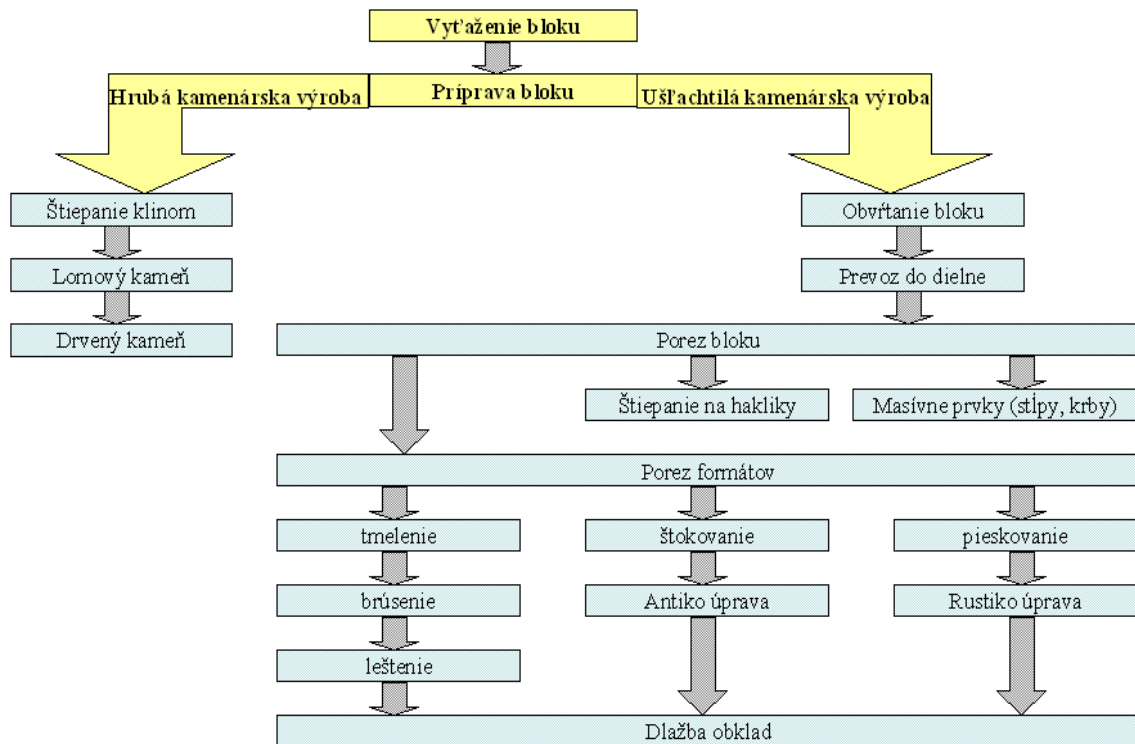 Vyťaženie bloku
Hrubá kamenárska výroba
Príprava bloku
Ušľachtilá kamenárska výroba
Štiepanie klinom
Obvŕtanie bloku
Lomový kameň
Prevoz do dielne
Drvený kameň
Porez bloku
Štiepanie na haklíky
Masívne prvky (stĺpy, krby)
Porez formátov
tmelenie
štokovanie
pieskovanie
brúsenie
Antiko úprava
Rustiko úprava
leštenie
Dlažba obklad